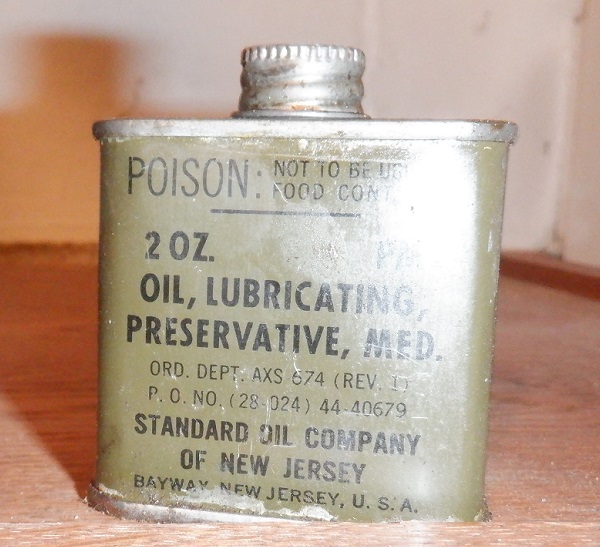 POISON: NOT TO BE
FOOD
2 OZ.
OIL, LUBRICATING,
PRESERVATIVE, MED.
ORD. DEPT. AXS 674 (REV. 1)
P. O. NO. (28-024) 44-40679
STANDARD OIL COMPANY
OF NEW JERSEY
BAYWAY, NEW JERSEY, U. S. A.